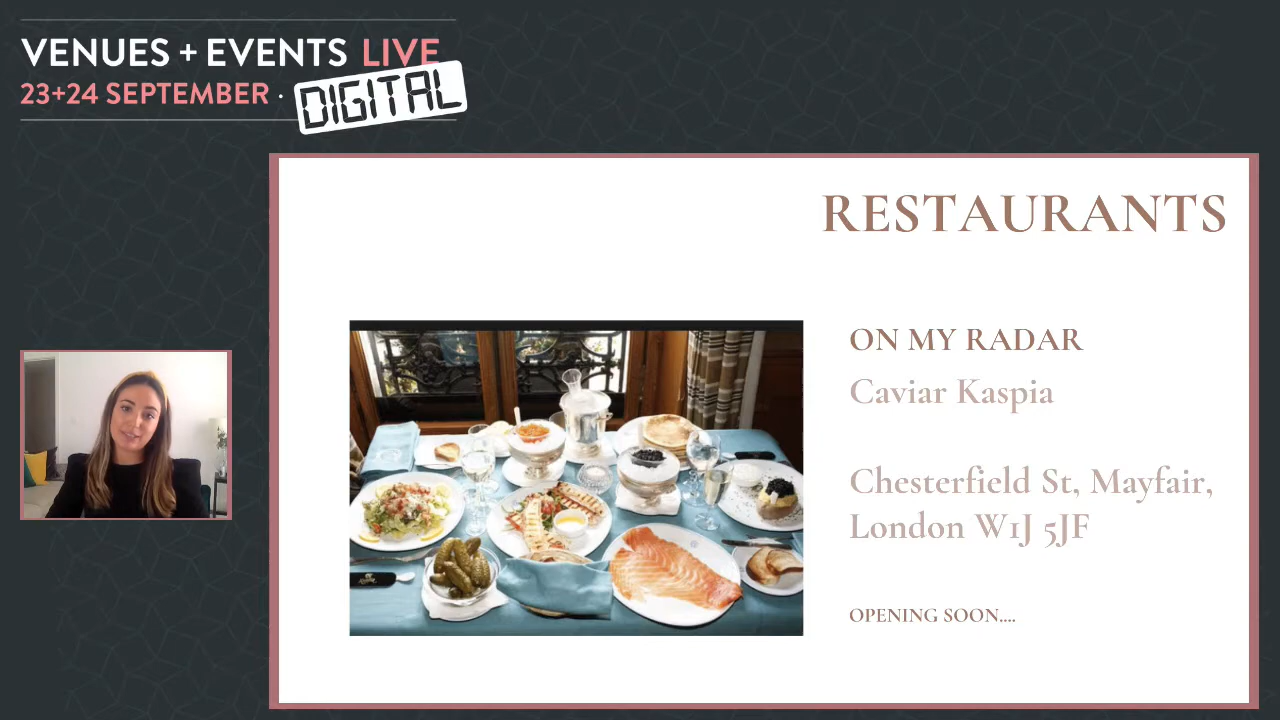 VENUES + EVENTS LIVE
23+24 SEPTEMBER · DIGITAL
RESTAURANTS
ON MY RADAR
Caviar Kaspia
Chesterfield St, Mayfair,
London W1J 5JF
OPENING SOON....